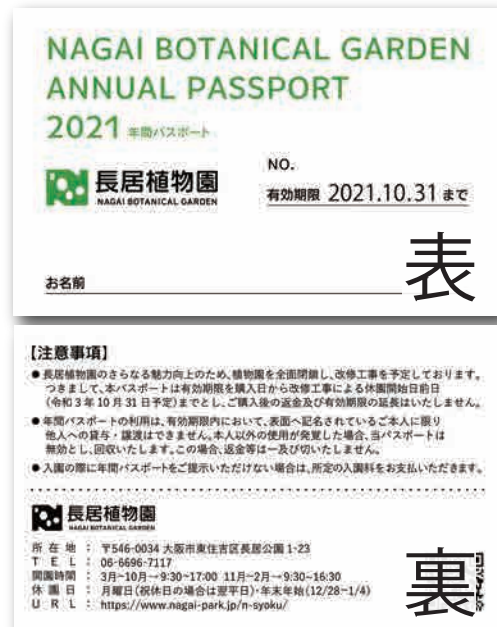 NAGAI BOTANICAL GARDEN
ANNUAL PASSPORT
2021 年間パスポート
長居植物園
NAGAI BOTANICAL GARDEN
NO.
有効期限 2021.10.31 まで
お名前
表
【注意事項】
● 長居植物園のさらなる魅力向上のため、植物園を全面閉鎖し、改修工事を予定しております。
つきまして、本パスポートは有効期限を購入日から改修工事による休園開始日前日
（令和3年10月31日予定）までとし、ご購入後の返金及び有効期限の延長はいたしません。
● 年間パスポートの利用は、有効期限内において、表面へ記名されているご本人に限り
他人への貸与・譲渡はできません。本人以外の使用が発覚した場合、当パスポートは
無効とし、回収いたします。この場合、返金等は一及び切いたしません。
● 入園の際に年間パスポートをご提示いただけない場合は、所定の入園料をお支払いただきます。
長居植物園
NAGAI BOTANICAL GARDEN
所在地：〒546-0034 大阪市東住吉区長居公園 1-23
TEL：06-6696-7117
開園時間：3月~10月→9:30~17:00 11月~2月→9:30~16:30
休園日：月曜日(祝休日の場合は翌平日)・年末年始(12/28~1/4)
URL：https://www.nagai-park.jp/n-syoku/
裏